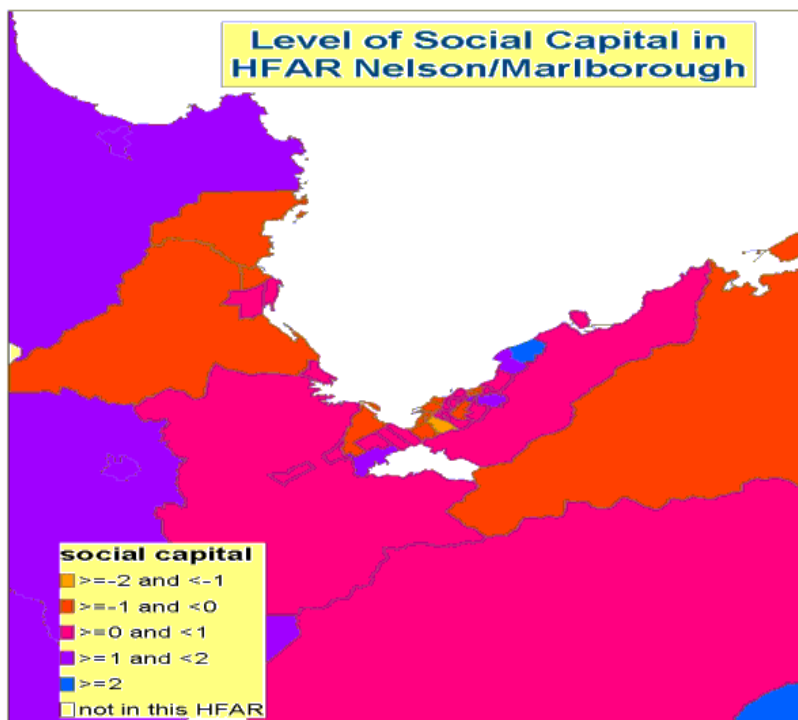 Level of Social Capital in
HFAR Nelson/Marlborough
social capital
>=-2 and <-1
>=-1 and <0
>=0 and <1
>=1 and <2
>=2
not in this HFAR